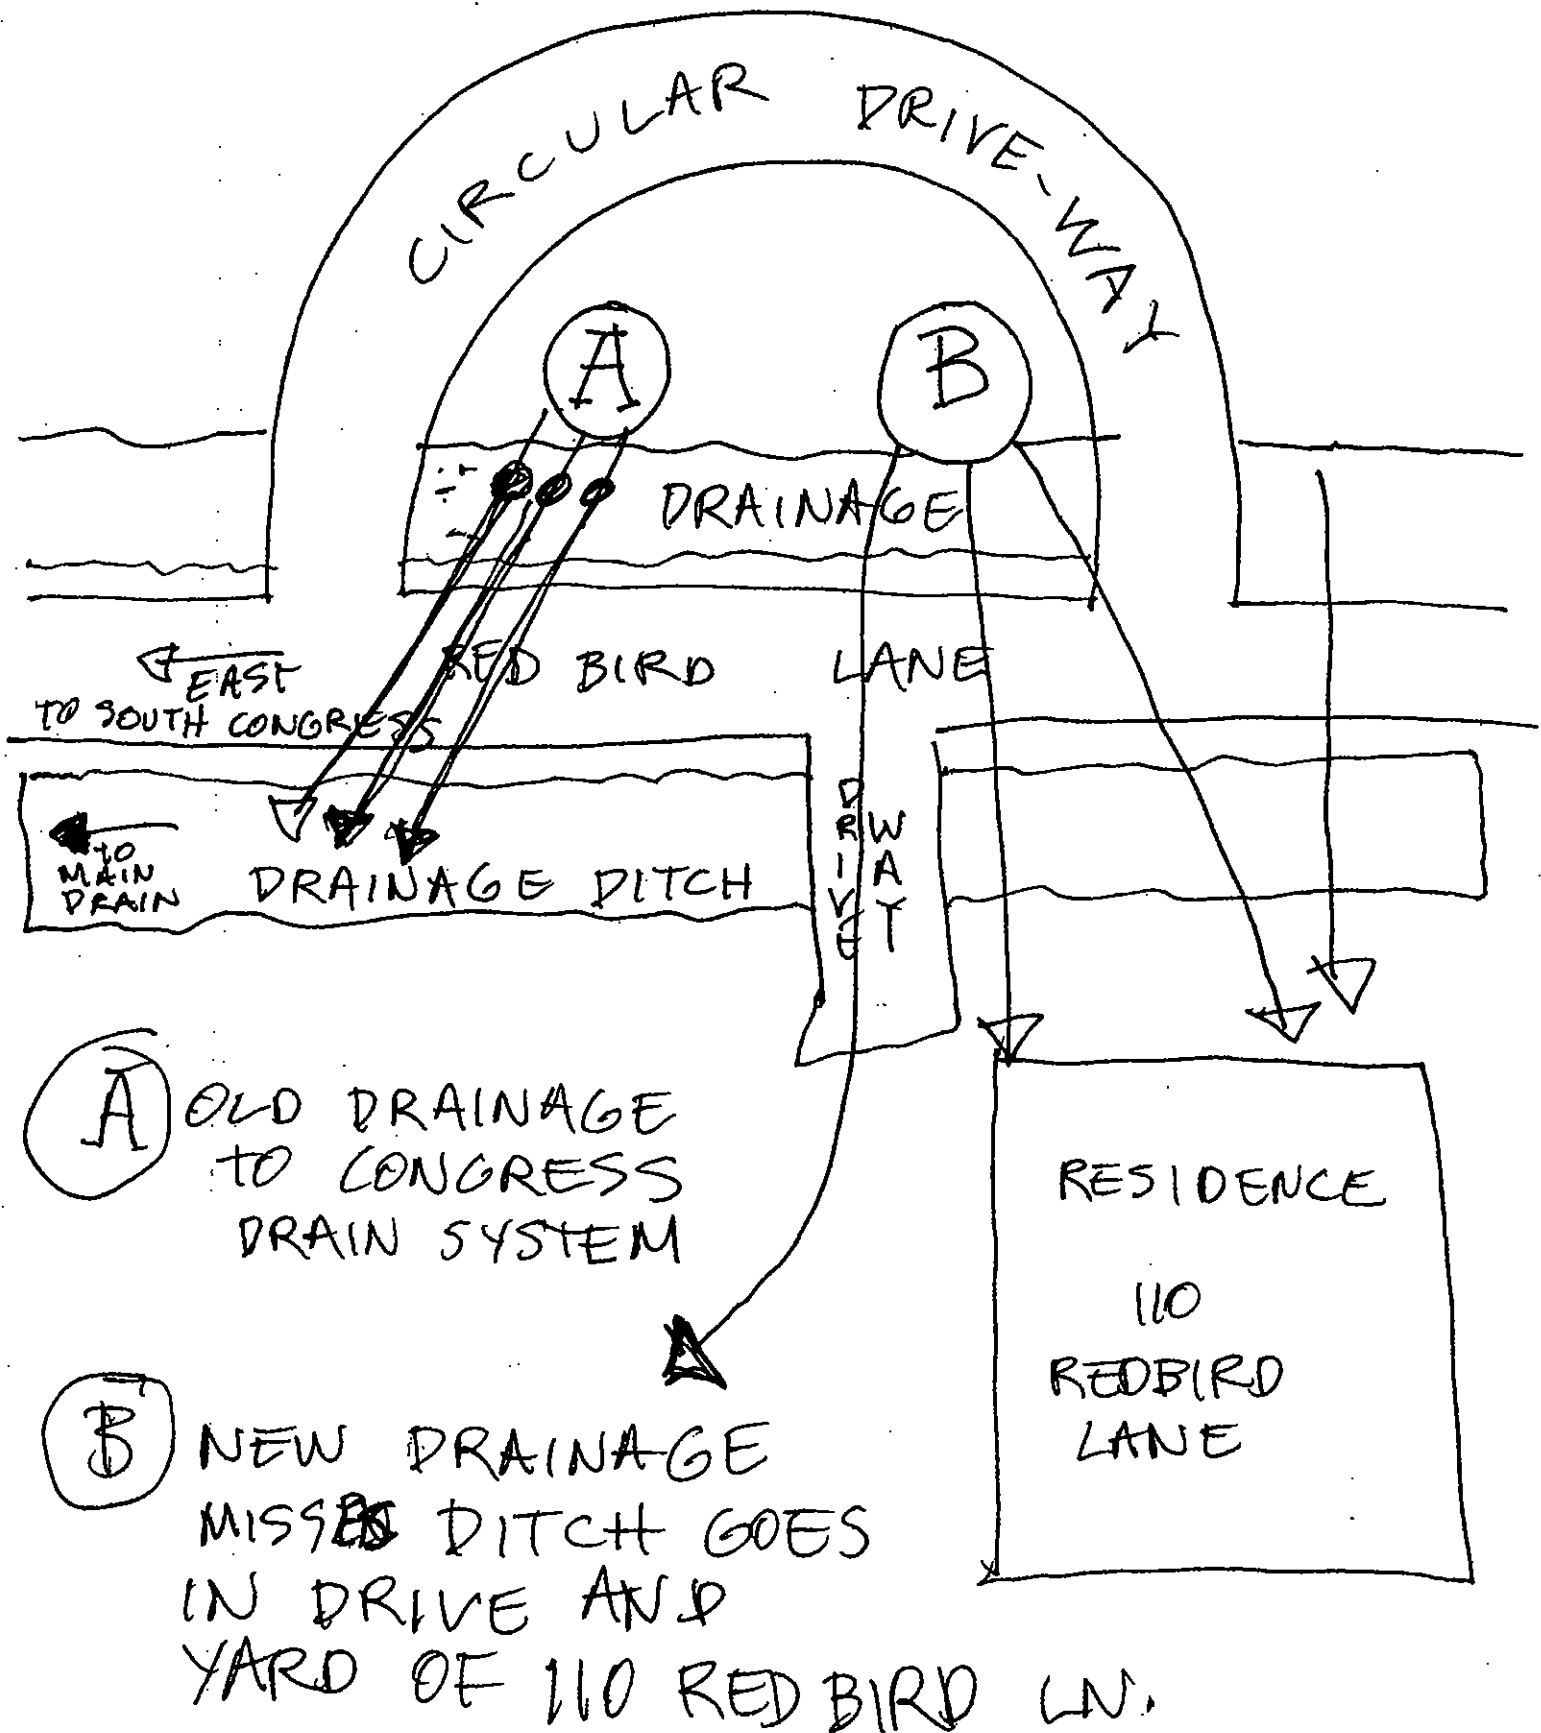 CIRCULAR DRIVE-WAY
A
B
DRAINAGE
RED BIRD LANE
EAST
TO SOUTH CONGRESS
DRIVE
WAY
TO
MAIN
DRAIN
DRAINAGE DITCH
A OLD DRAINAGE
TO CONGRESS
DRAIN SYSTEM
RESIDENCE
110
REDBIRD
LANE
B NEW DRAINAGE
MISSES DITCH GOES
IN DRIVE AND
YARD OF 110 RED BIRD LN.